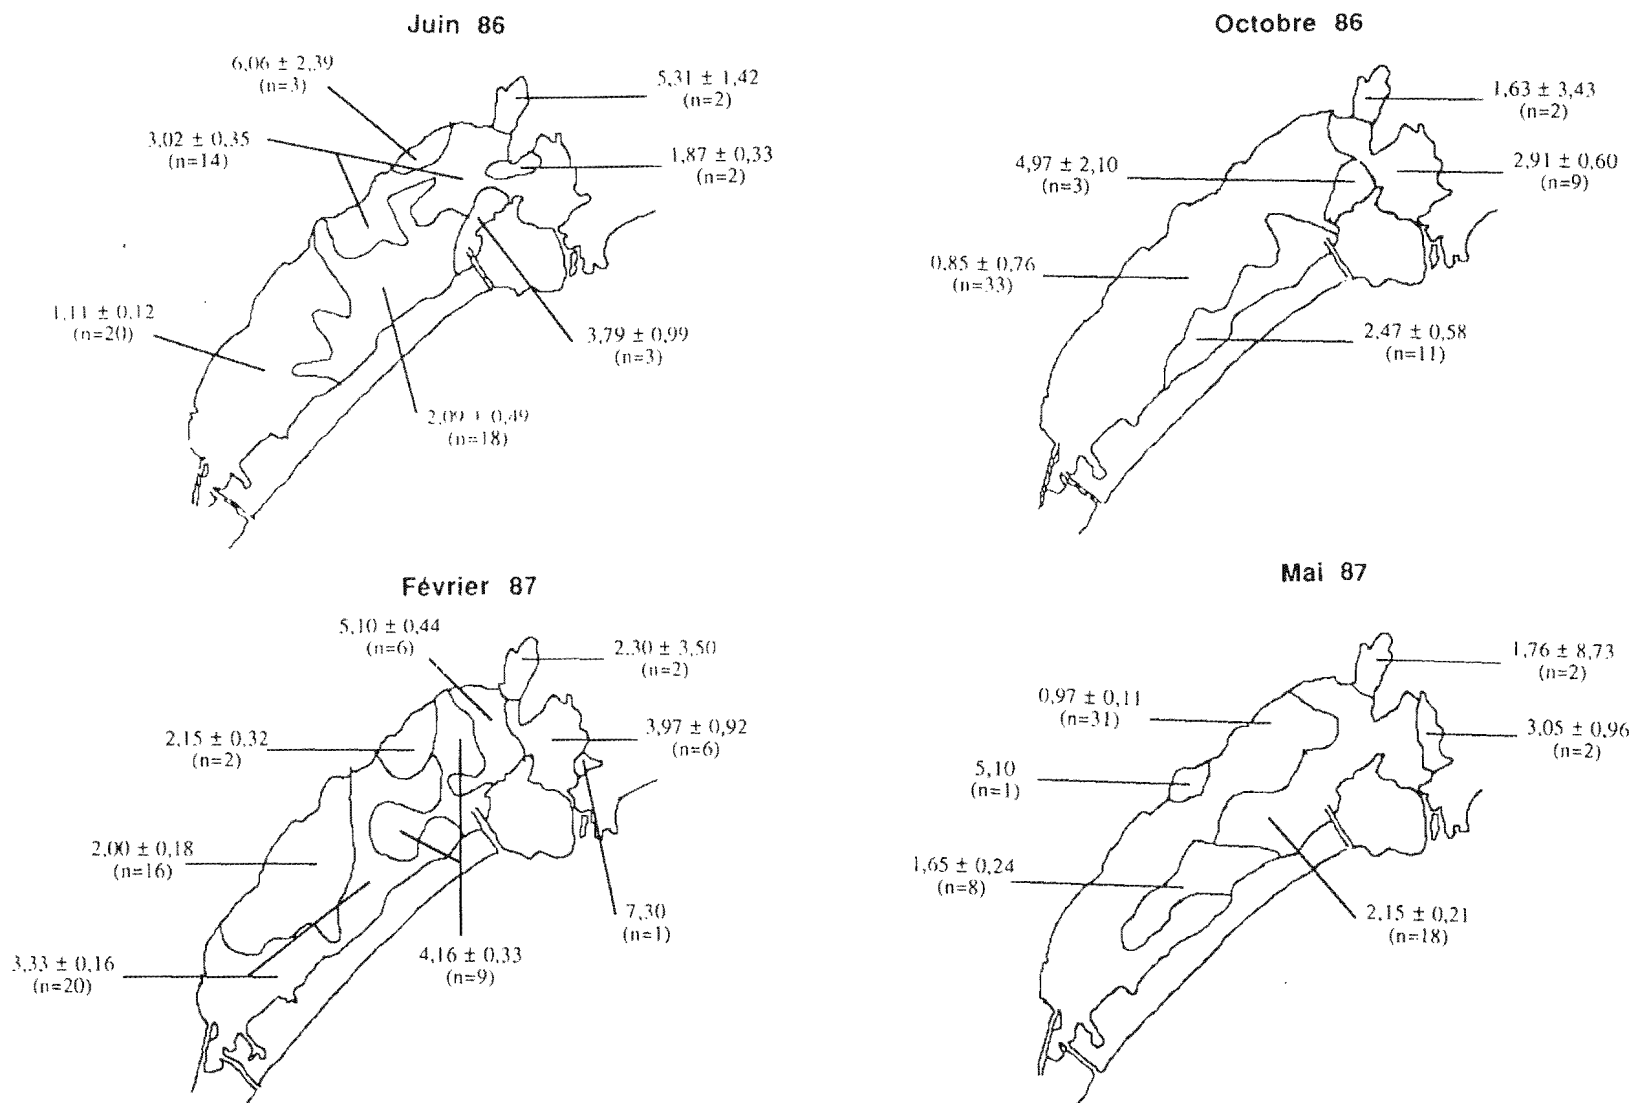 Juin 86
6,06 ± 2,39
(n=3)
5,31 ± 1,42
(n=2)
3,02 ± 0,35
(n=14)
1,87 ± 0,33
(n=2)
1,11 ± 0,12
(n=20)
3,79 ± 0,99
(n=3)
2,09 ± 0,49
(n=18)
Octobre 86
1,63 ± 3,43
(n=2)
4,97 ± 2,10
(n=3)
2,91 ± 0,60
(n=9)
0,85 ± 0,76
(n=33)
2,47 ± 0,58
(n=11)
Février 87
5,10 ± 0,44
(n=6)
2,30 ± 3,50
(n=2)
2,15 ± 0,32
(n=2)
3,97 ± 0,92
(n=6)
2,00 ± 0,18
(n=16)
7,30
(n=1)
3,33 ± 0,16
(n=20)
4,16 ± 0,33
(n=9)
Mai 87
1,76 ± 8,73
(n=2)
0,97 ± 0,11
(n=31)
3,05 ± 0,96
(n=2)
5,10
(n=1)
1,65 ± 0,24
(n=8)
2,15 ± 0,21
(n=18)